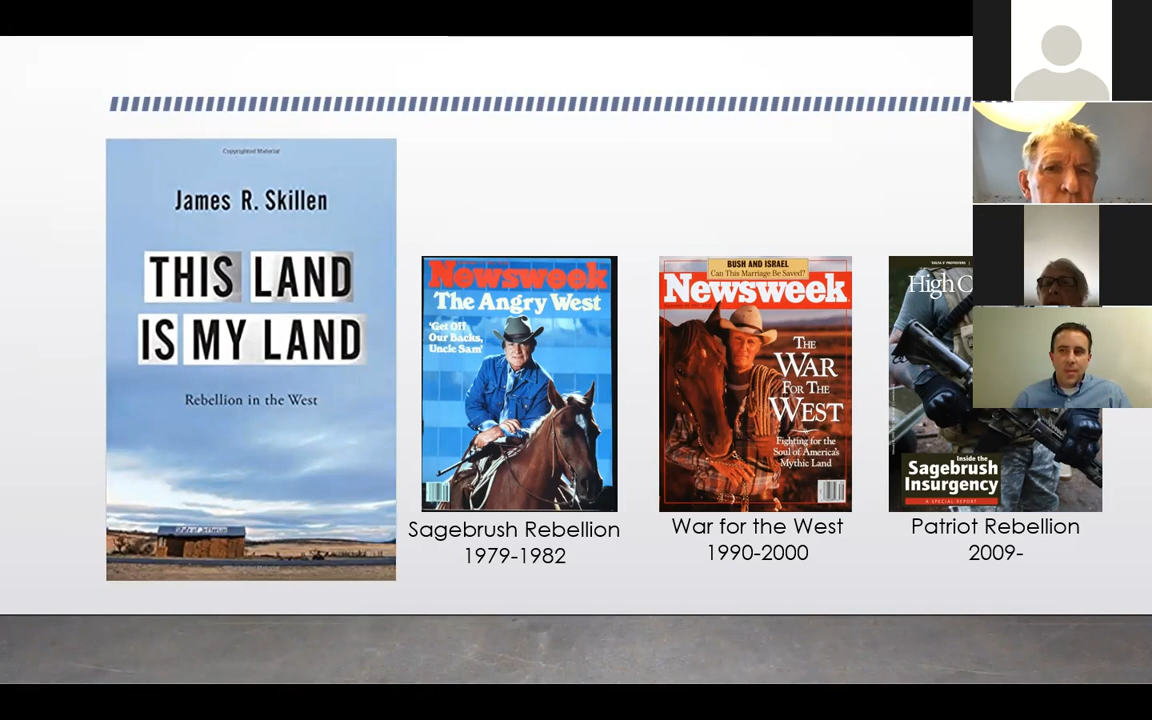 Copyrighted Material
James R. Skillen
THIS LAND
IS MY LAND
Rebellion in the West
State of Jefferson
Newsweek
The Angry West
'Get Off
Our Backs,
Uncle Sam'
Sagebrush Rebellion
1979-1982
BUSH AND ISRAEL
Can This Marriage Be Saved?
Newsweek
THE
WAR
FOR THE
WEST
Fighting for the
Soul of America's
Mythic Land
War for the West
1990-2000
High C
Inside the
Sagebrush
Insurgency
A SPECIAL REPORT
Patriot Rebellion
2009-